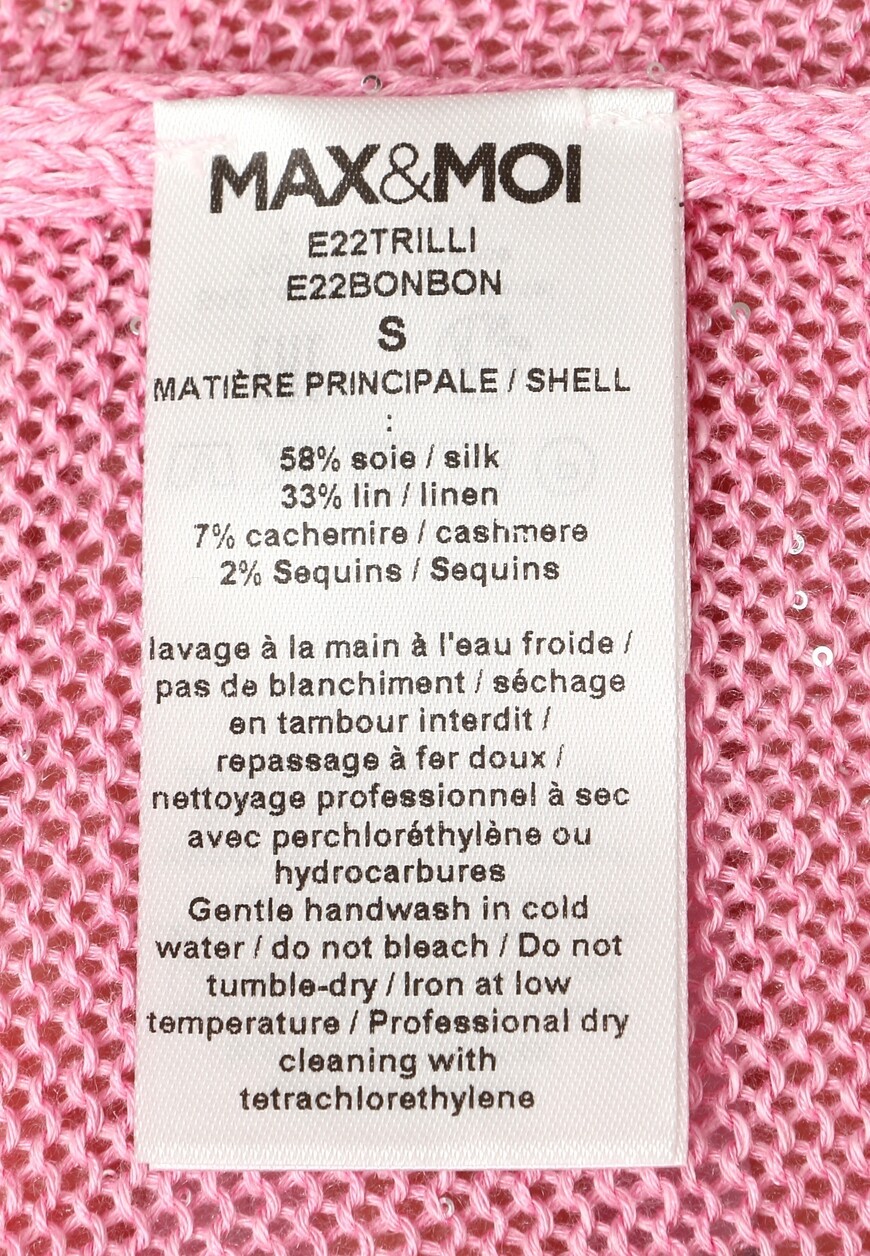 MAX&MOI
E22TRILLI
E22BONBON
S
MATIÈRE PRINCIPALE / SHELL
:
58% soie / silk
33% lin / linen
7% cachemire / cashmere
2% Sequins / Sequins
lavage à la main à l'eau froide /
pas de blanchiment / séchage
en tambour interdit /
repassage à fer doux /
nettoyage professionnel à sec
avec perchloréthylène ou
hydrocarbures
Gentle handwash in cold
water / do not bleach / Do not
tumble-dry / Iron at low
temperature / Professional dry
cleaning with
tetrachlorethylene